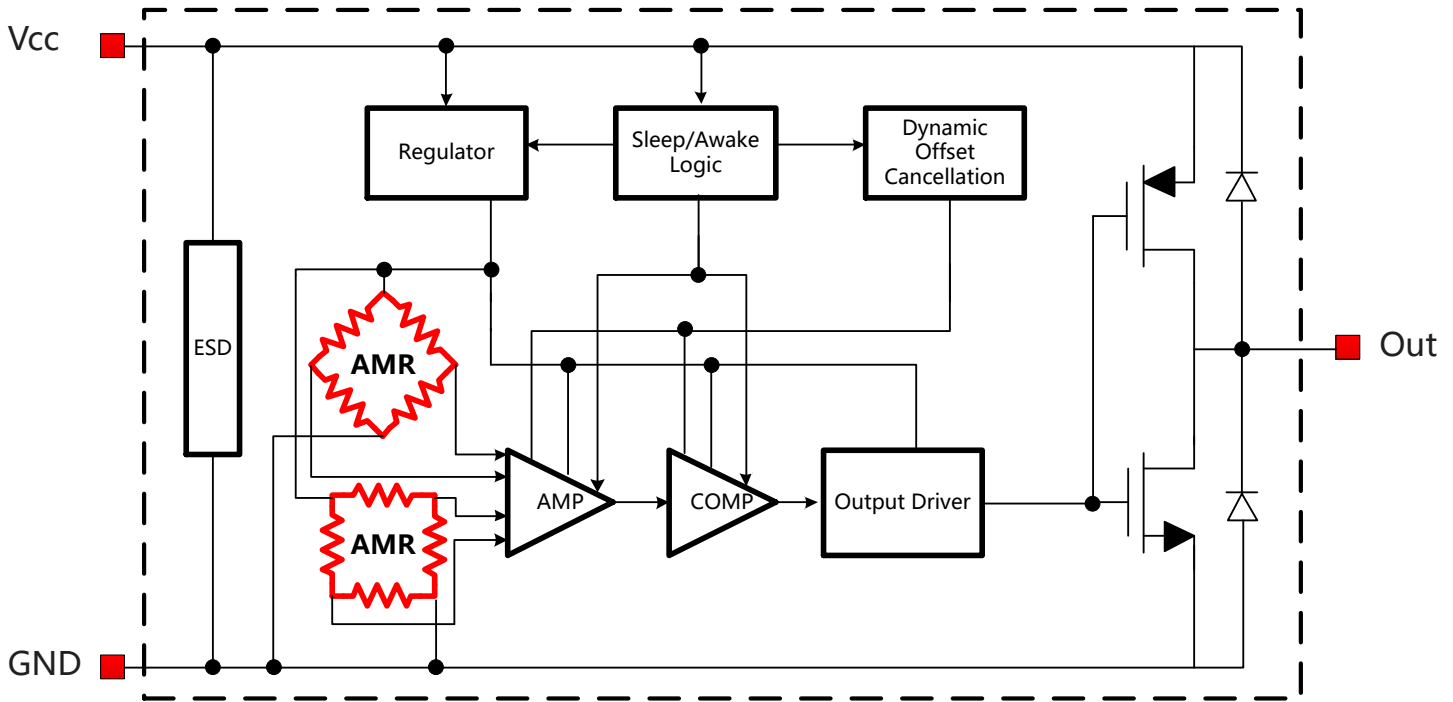 Vcc
Regulator
Sleep/Awake
Logic
Dynamic
Offset
Cancellation
ESD
AMR
Out
AMP
COMP
Output Driver
AMR
GND